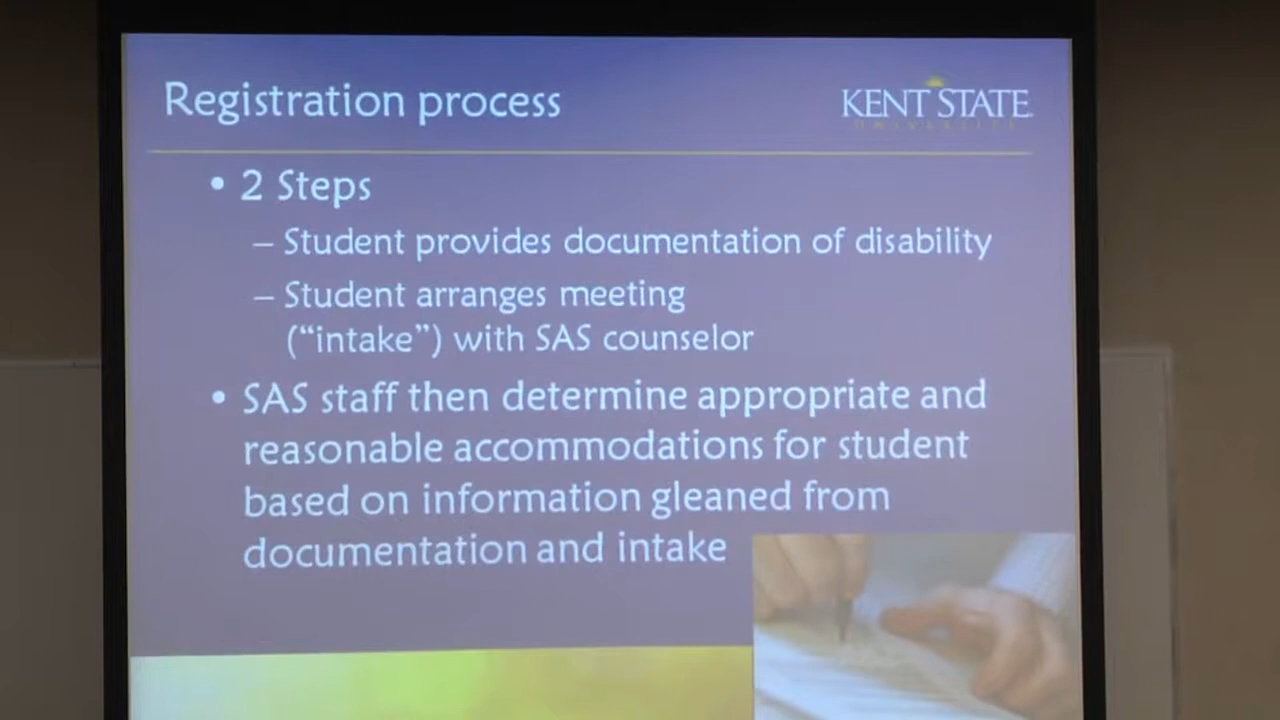 Registration process
KENT STATE
UNIVERSITY
• 2 Steps
– Student provides documentation of disability
– Student arranges meeting
(“intake”) with SAS counselor
• SAS staff then determine appropriate and
reasonable accommodations for student
based on information gleaned from
documentation and intake